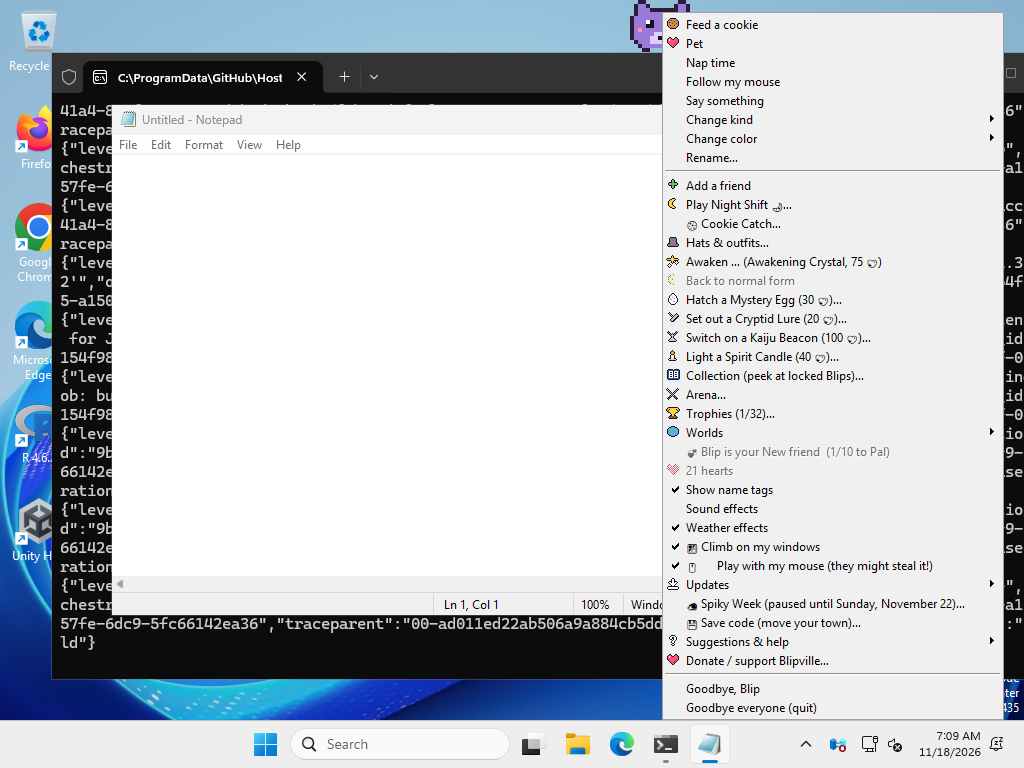 Recycle
Firefo
Googl
Chrom
Micros
Edge
R 4.6.
Unity H
C:\ProgramData\GitHub\Host
Untitled - Notepad
File Edit Format View Help
Ln 1, Col 1
100%
Windo
41a4-8
racepa
{"leve
chestr
57fe-6
{"leve
41a4-8
racepa
{"leve
2'","c
5-a150
{"leve
for J
154f98
{"leve
ob: bu
154f98
{"leve
d":"9b
66142e
ration
{"leve
d":"9b
66142e
ration
{"leve
chestr
57fe-6dc9-5fc66142ea36","traceparent":"00-ad011ed22ab506a9a884cb5dd
ld"}
Feed a cookie
Pet
Nap time
Follow my mouse
Say something
Change kind
Change color
Rename...
Add a friend
Play Night Shift 🌙...
Cookie Catch...
Hats & outfits...
Awaken ... (Awakening Crystal, 75 💝)
Back to normal form
Hatch a Mystery Egg (30 💝)...
Set out a Cryptid Lure (20 💝)...
Switch on a Kaiju Beacon (100 💝)...
Light a Spirit Candle (40 💝)...
Collection (peek at locked Blips)...
Arena...
Trophies (1/32)...
Worlds
Blip is your New friend (1/10 to Pal)
21 hearts
Show name tags
Sound effects
Weather effects
Climb on my windows
Play with my mouse (they might steal it!)
Updates
Spiky Week (paused until Sunday, November 22)...
Save code (move your town)...
Suggestions & help
Donate / support Blipville...
Goodbye, Blip
Goodbye everyone (quit)
Search
7:09 AM
11/18/2026